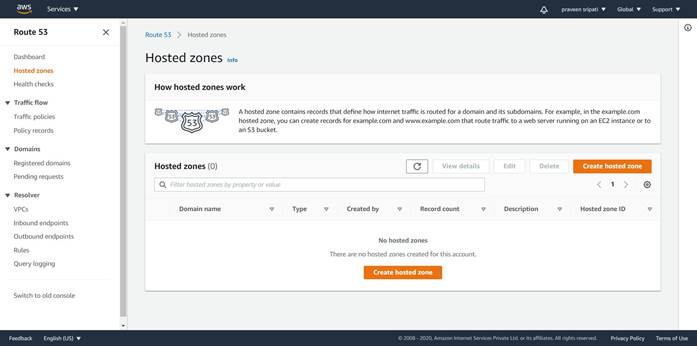 aws
Services
praveen sripati
Global
Support
Route 53
Dashboard
Hosted zones
Health checks
Traffic flow
Traffic policies
Policy records
Domains
Registered domains
Pending requests
Resolver
VPCs
Inbound endpoints
Outbound endpoints
Rules
Query logging
Switch to old console
Route 53 > Hosted zones
Hosted zones Info
How hosted zones work
53 53 53
A hosted zone contains records that define how internet traffic is routed for a domain and its subdomains. For example, in the example.com
hosted zone, you can create records for example.com and www.example.com that route traffic to a web server running on an EC2 instance or to
an S3 bucket.
Hosted zones (0)
View details
Edit
Delete
Create hosted zone
Filter hosted zones by property or value
1
Domain name
Type
Created by
Record count
Description
Hosted zone ID
No hosted zones
There are no hosted zones created for this account.
Create hosted zone
Feedback
English (US)
© 2008 - 2020, Amazon Internet Services Private Ltd. or its affiliates. All rights reserved.
Privacy Policy
Terms of Use